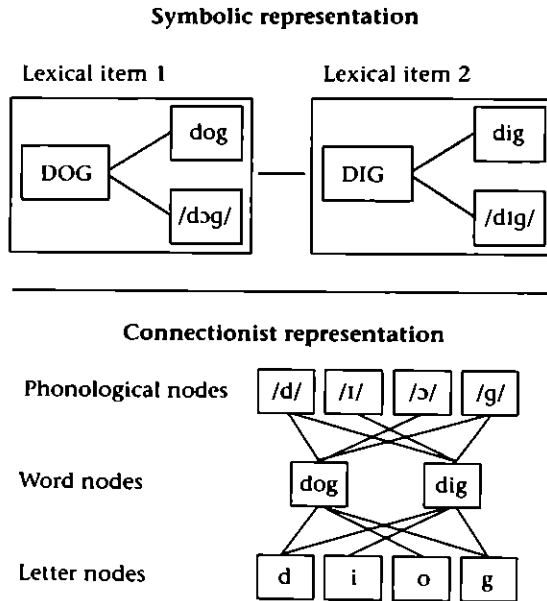 Symbolic representation
Lexical item 1 Lexical item 2
dog dig
DOG DIG
/dɔg/ /dɪg/
Connectionist representation
Phonological nodes /d/ /ɪ/ /ɔ/ /g/
Word nodes dog dig
Letter nodes d i o g